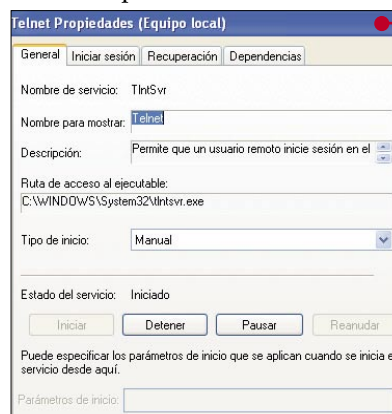 Telnet Propiedades (Equipo local)
General Iniciar sesión Recuperación Dependencias
Nombre de servicio: TlntSvr
Nombre para mostrar: Telnet
Descripción: Permite que un usuario remoto inicie sesión en el
Ruta de acceso al ejecutable:
C:\WINDOWS\System32\tlntsvr.exe
Tipo de inicio: Manual
Estado del servicio: Iniciado
Iniciar Detener Pausar Reanudar
Puede especificar los parámetros de inicio que se aplican cuando se inicia e
servicio desde aquí.
Parámetros de inicio: